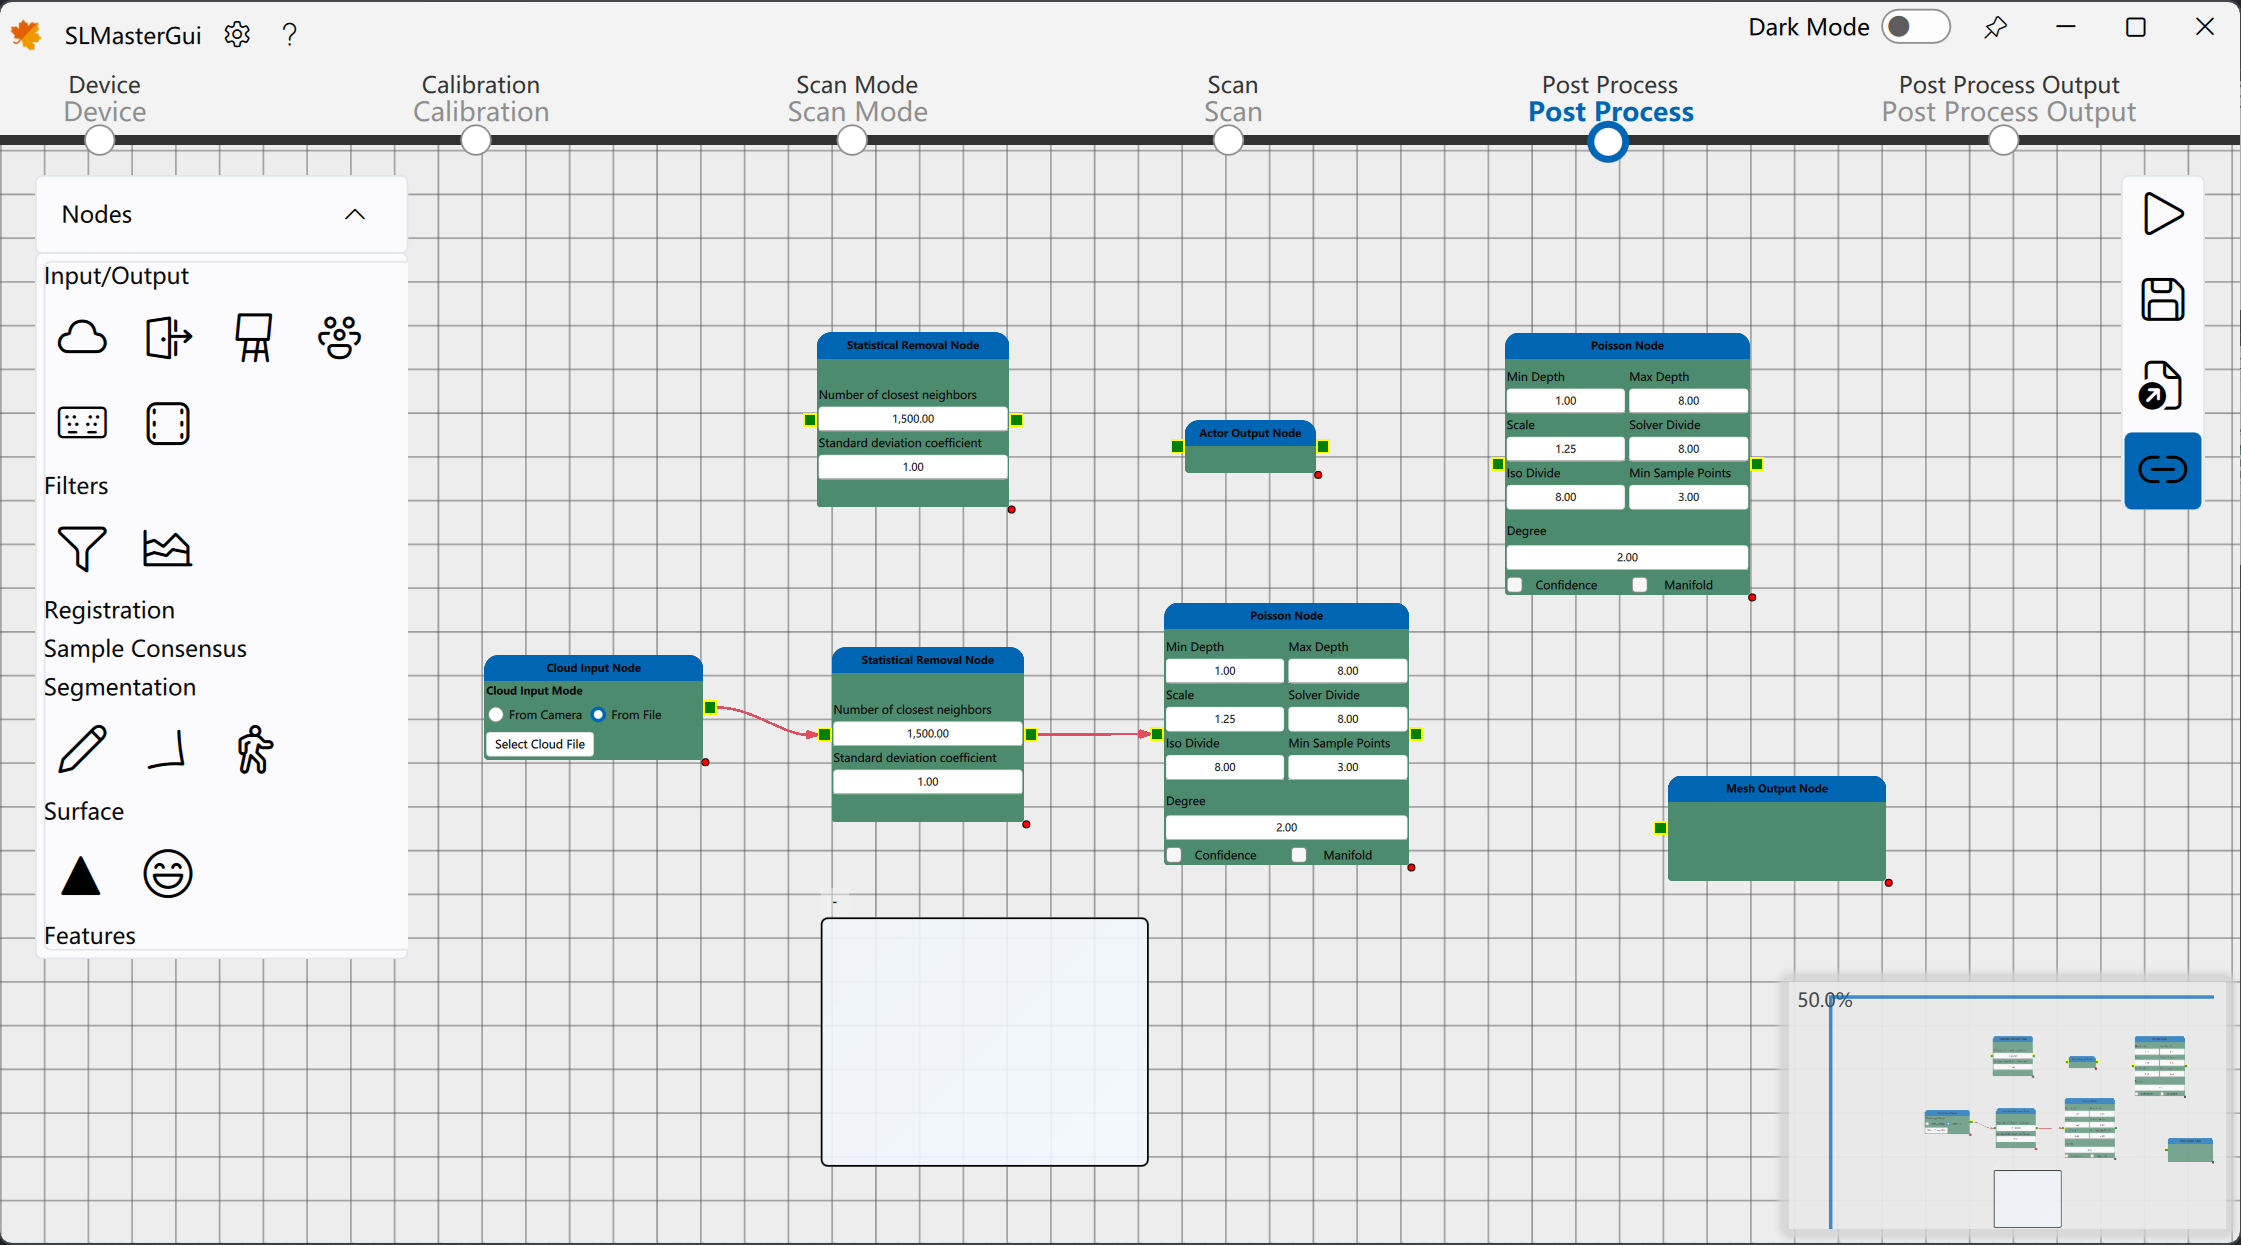 SLMasterGui
Dark Mode
Device
Device
Calibration
Calibration
Scan Mode
Scan Mode
Scan
Scan
Post Process
Post Process
Post Process Output
Post Process Output
Nodes
Input/Output
Filters
Registration
Sample Consensus
Segmentation
Surface
Features
Statistical Removal Node
Number of closest neighbors
1,500.00
Standard deviation coefficient
1.00
Actor Output Node
Poisson Node
Min Depth Max Depth
1.00 8.00
Scale Solver Divide
1.25 8.00
Iso Divide Min Sample Points
8.00 3.00
Degree
2.00
Confidence Manifold
Cloud Input Node
Cloud Input Mode
From Camera From File
Select Cloud File
Statistical Removal Node
Number of closest neighbors
1,500.00
Standard deviation coefficient
1.00
Poisson Node
Min Depth Max Depth
1.00 8.00
Scale Solver Divide
1.25 8.00
Iso Divide Min Sample Points
8.00 3.00
Degree
2.00
Confidence Manifold
Mesh Output Node
-
50.0%